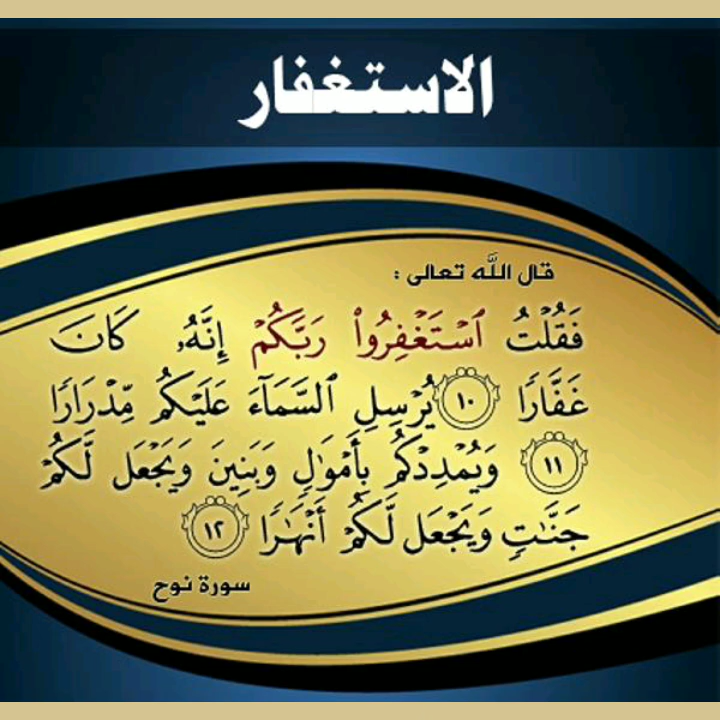 الاستغفار
قال الله تعالى :
فَقُلْتُ ٱسْتَغْفِرُوا۟ رَبَّكُمْ إِنَّهُۥ كَانَ
غَفَّارًا ١٠ يُرْسِلِ ٱلسَّمَآءَ عَلَيْكُم مِّدْرَارًا
١١ وَيُمْدِدْكُم بِأَمْوَٰلٍ وَبَنِينَ وَيَجْعَل لَّكُمْ
جَنَّٰتٍ وَيَجْعَل لَّكُمْ أَنْهَٰرًا ١٢
سورة نوح